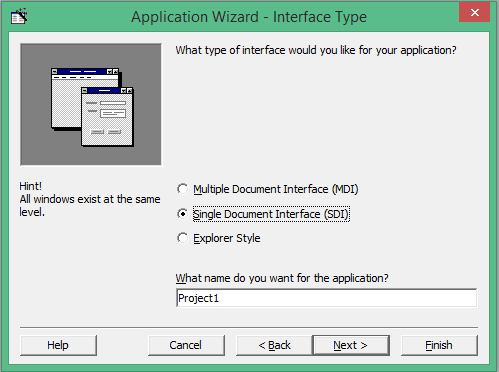 Application Wizard - Interface Type
What type of interface would you like for your application?
Hint!
All windows exist at the same
level.
Multiple Document Interface (MDI)
Single Document Interface (SDI)
Explorer Style
What name do you want for the application?
Project1
Help
Cancel
< Back
Next >
Finish